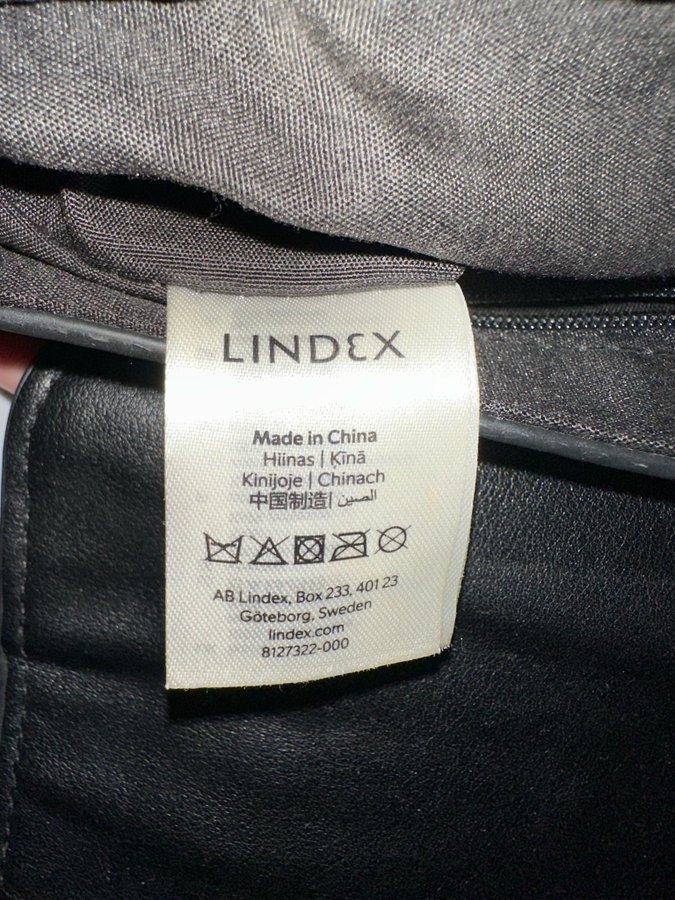 LINDEX
Made in China
Hiinas | Ķīnā
Kinijoje | Chinach
中国制造| الصين
AB Lindex, Box 233, 401 23
Göteborg, Sweden
lindex.com
8127322-000